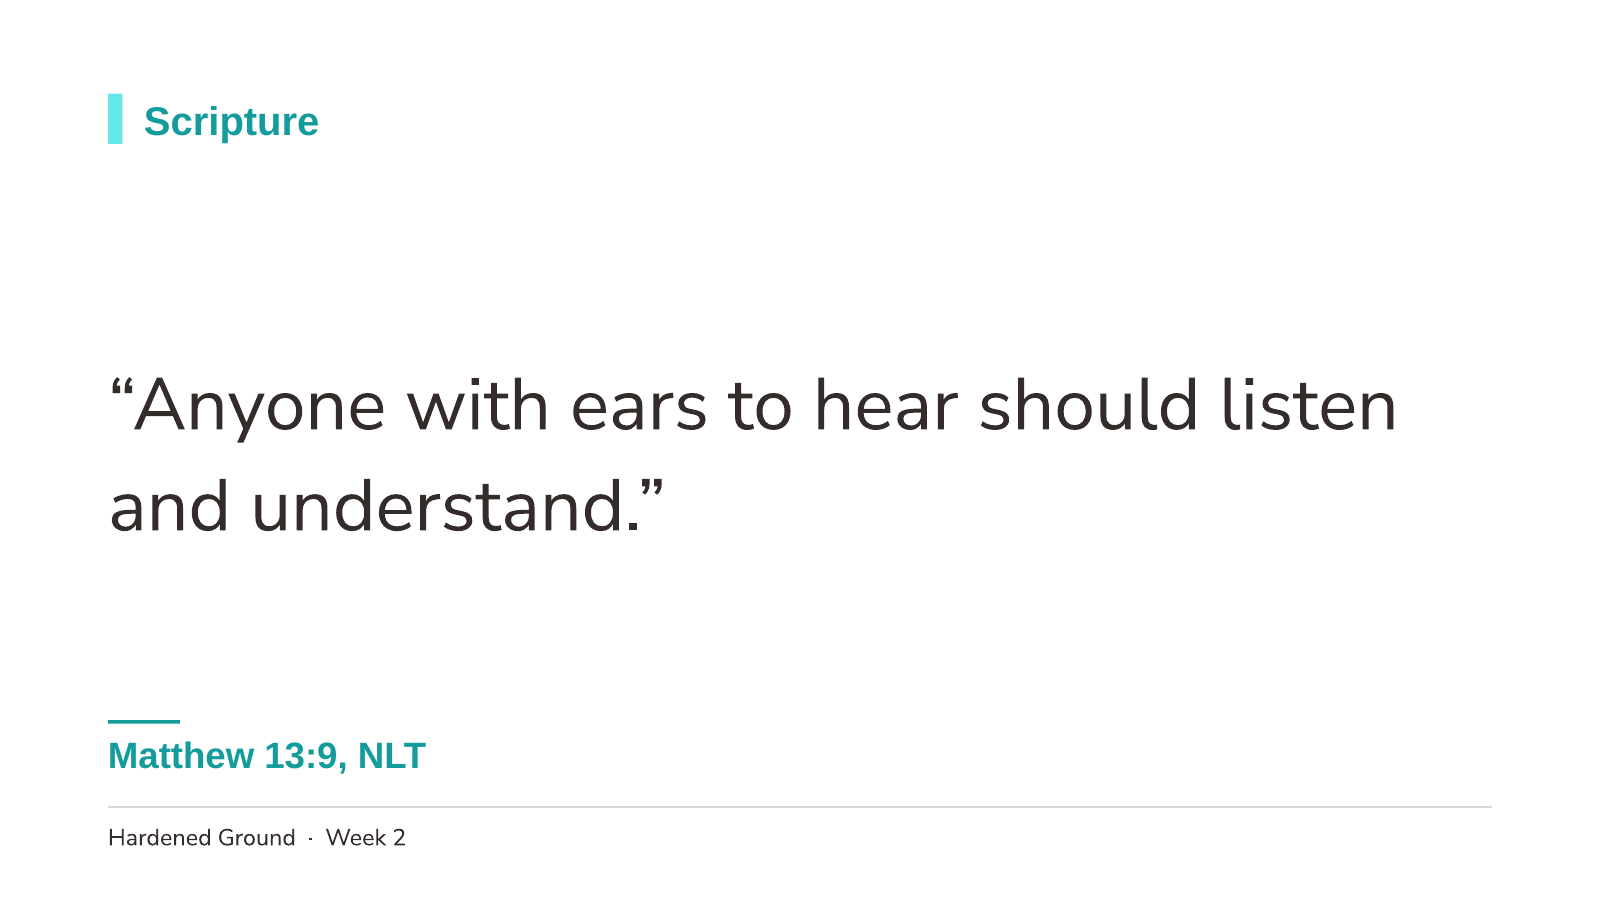 Scripture
“Anyone with ears to hear should listen
and understand.”
Matthew 13:9, NLT
Hardened Ground · Week 2